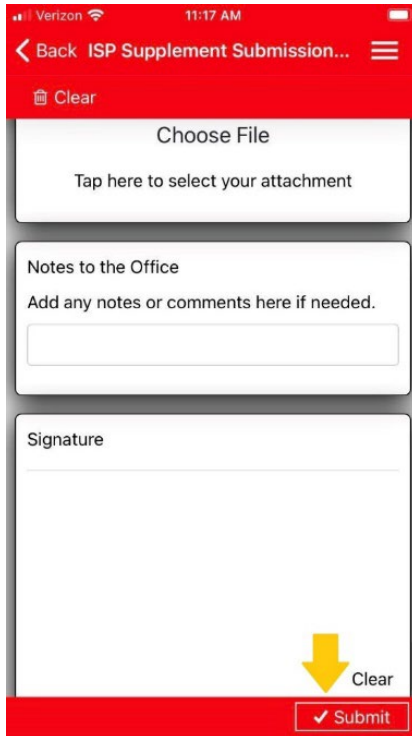 Verizon 11:17 AM
Back ISP Supplement Submission...
Clear
Choose File
Tap here to select your attachment
Notes to the Office
Add any notes or comments here if needed.
Signature
Clear
Submit